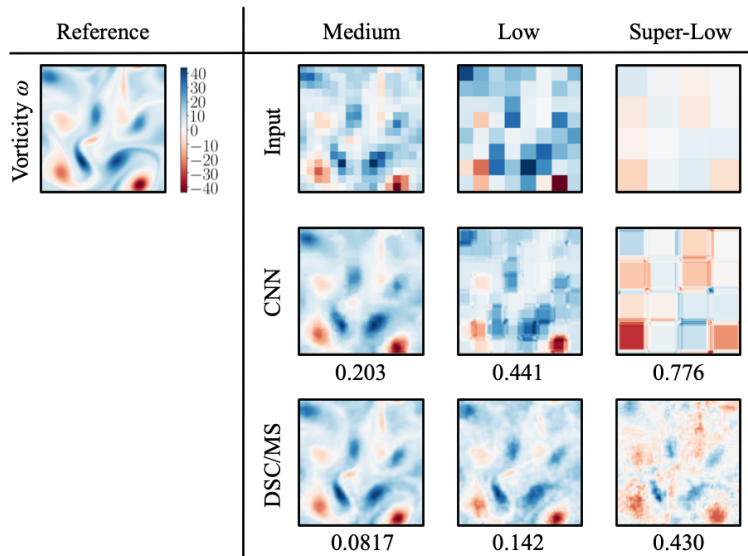 Reference
Medium
Low
Super-Low
Vorticity ω
40
30
20
10
0
−10
−20
−30
−40
Input
CNN
0.203
0.441
0.776
DSC/MS
0.0817
0.142
0.430